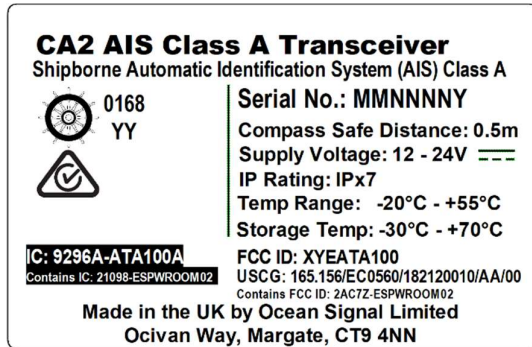 CA2 AIS Class A Transceiver
Shipborne Automatic Identification System (AIS) Class A
0168
YY
Serial No.: MMNNNNY
Compass Safe Distance: 0.5m
Supply Voltage: 12 - 24V
IP Rating: IPx7
Temp Range: -20°C - +55°C
Storage Temp: -30°C - +70°C
IC: 9296A-ATA100A
Contains IC: 21098-ESPWROOM02
FCC ID: XYEATA100
USCG: 165.156/EC0560/182120010/AA/00
Contains FCC ID: 2AC7Z-ESPWROOM02
Made in the UK by Ocean Signal Limited
Ocivan Way, Margate, CT9 4NN